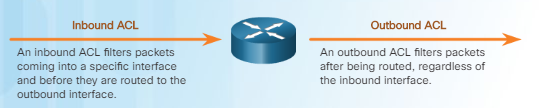 Inbound ACL
An inbound ACL filters packets
coming into a specific interface
and before they are routed to the
outbound interface.
Outbound ACL
An outbound ACL filters packets
after being routed, regardless of
the inbound interface.